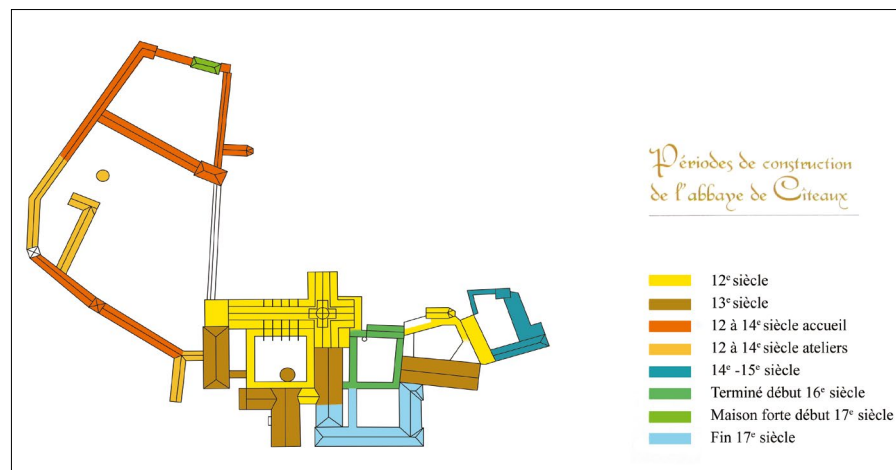 Périodes de construction
de l'abbaye de Cîteaux
12e siècle
13e siècle
12 à 14e siècle accueil
12 à 14e siècle ateliers
14e -15e siècle
Terminé début 16e siècle
Maison forte début 17e siècle
Fin 17e siècle